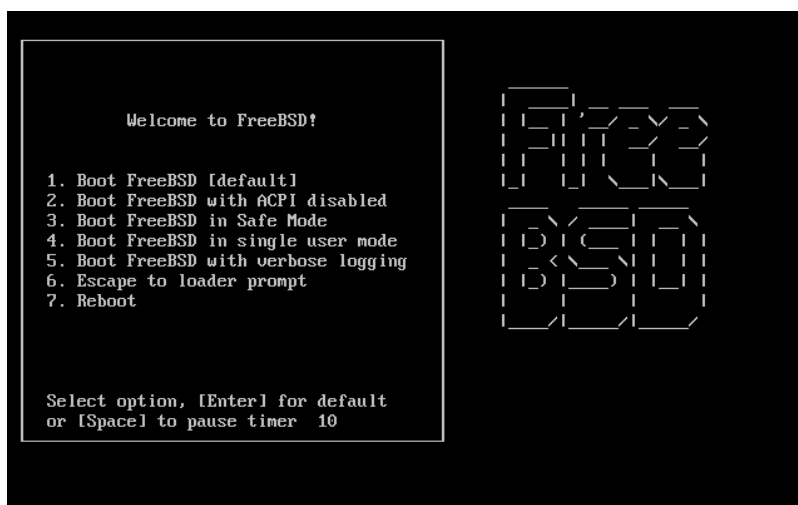 Welcome to FreeBSD!
1. Boot FreeBSD [default]
2. Boot FreeBSD with ACPI disabled
3. Boot FreeBSD in Safe Mode
4. Boot FreeBSD in single user mode
5. Boot FreeBSD with verbose logging
6. Escape to loader prompt
7. Reboot
Select option, [Enter] for default
or [Space] to pause timer  10
Free
BSD